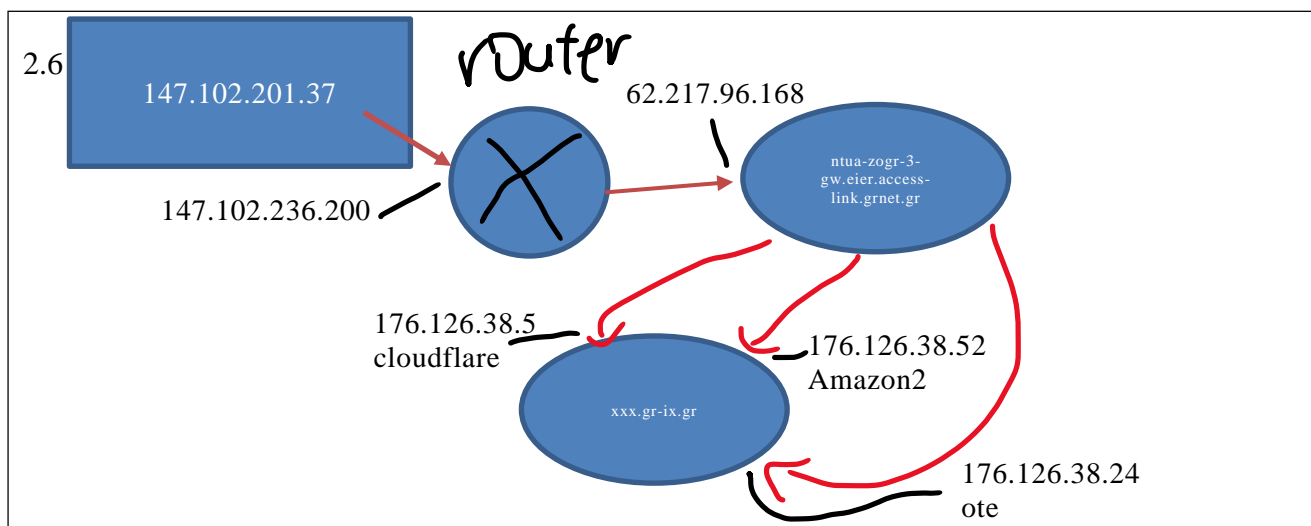 2.6
router
147.102.201.37
62.217.96.168
ntua-zogr-3-
gw.eier.access-
link.grnet.gr
147.102.236.200
176.126.38.5
cloudflare
176.126.38.52
Amazon2
xxx.gr-ix.gr
176.126.38.24
ote